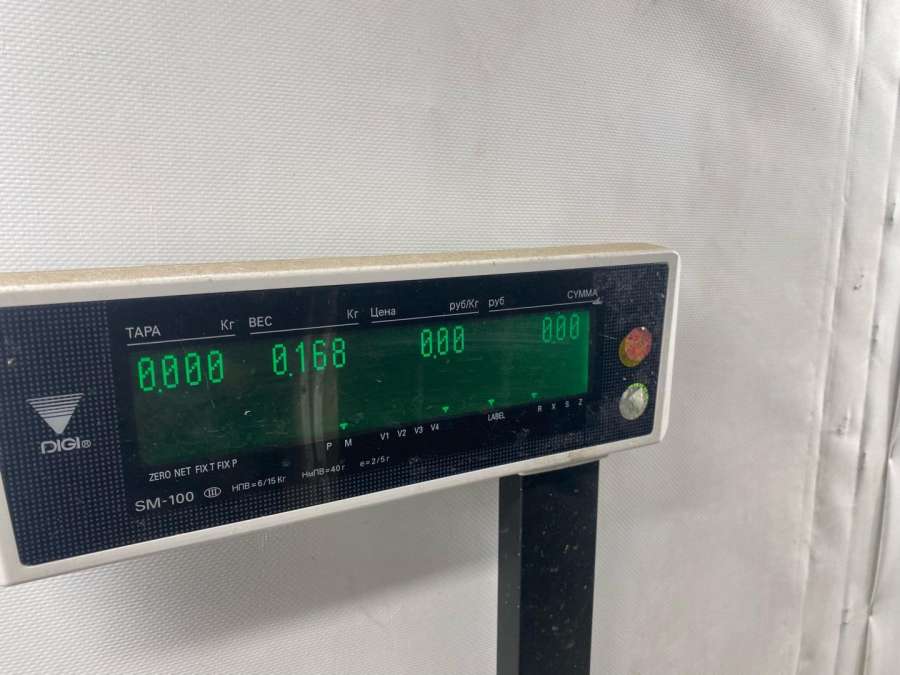 ТАРА Кг ВЕС Кг Цена руб/Кг руб СУММА
0.000 0.168 0.00 0.00
P M V1 V2 V3 V4 LABEL R X S Z
DIGI®
ZERO NET FIX T FIX P
SM-100 III НПВ=6/15 Кг НмПВ=40 г е=2/5 г